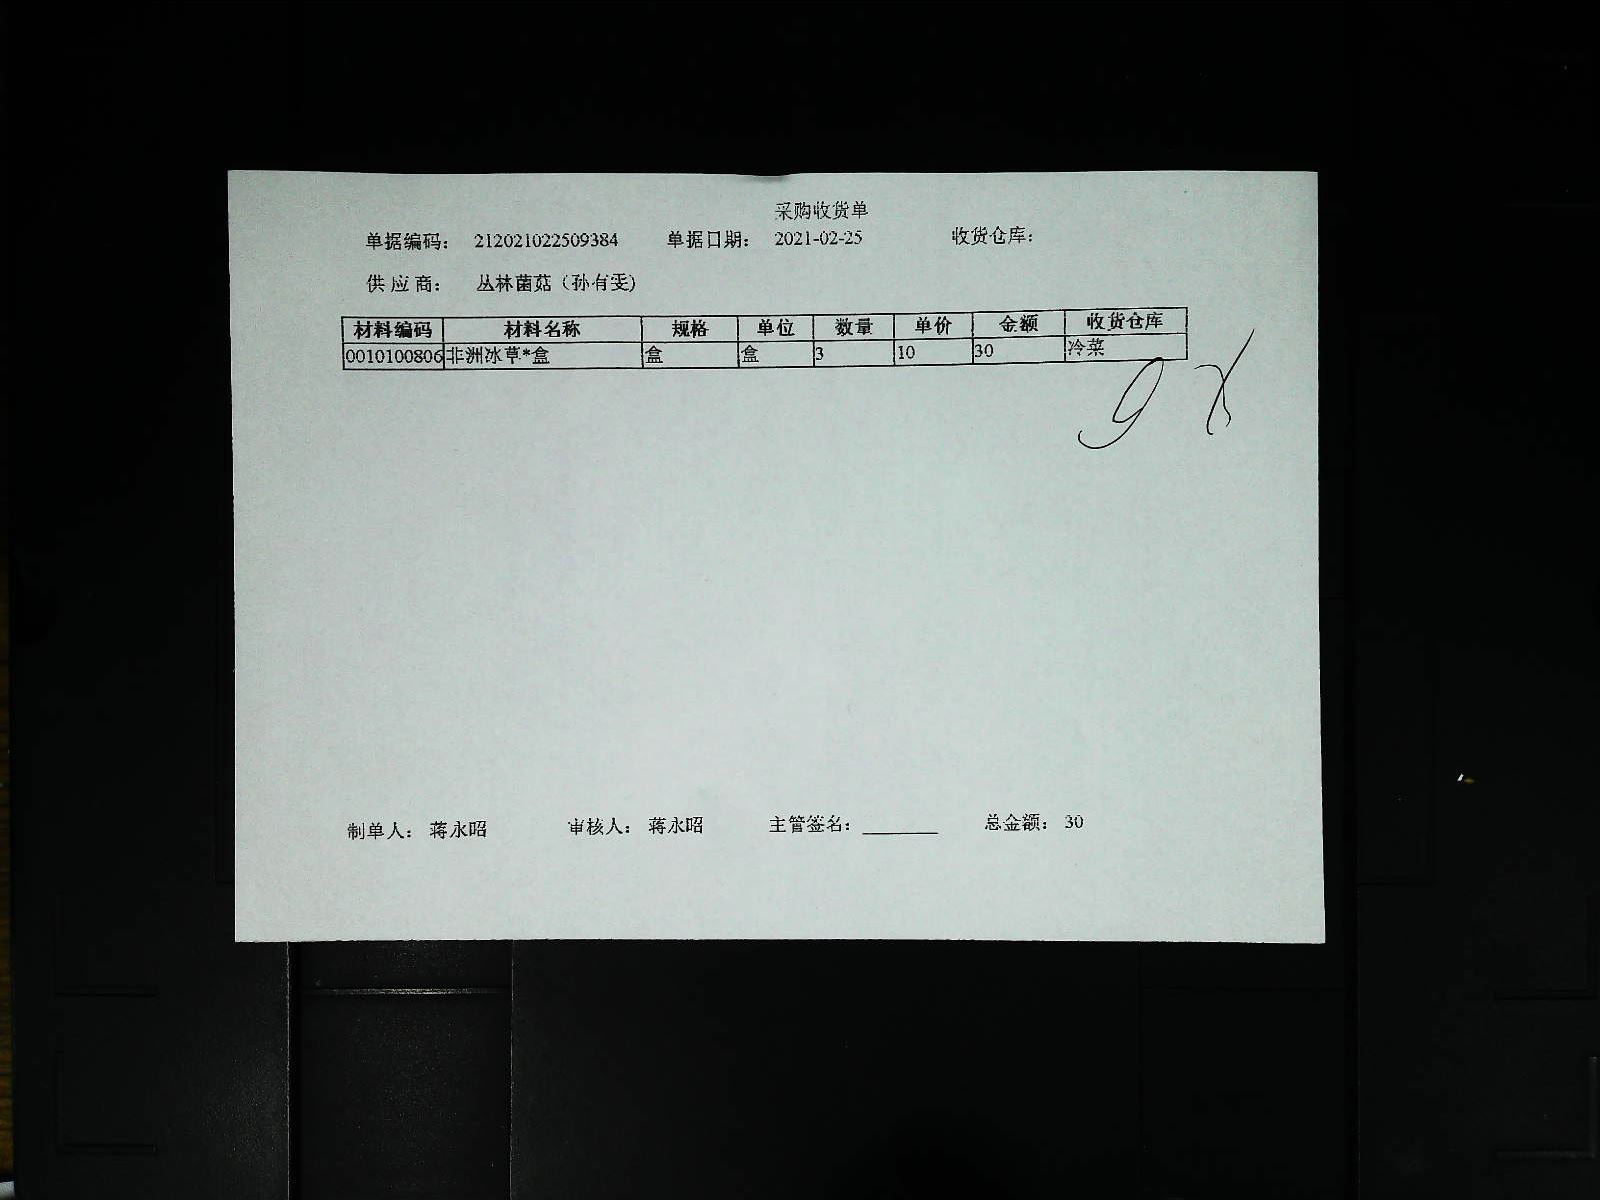 采购收货单
单据编码： 212021022509384 单据日期： 2021-02-25 收货仓库：
供应商： 丛林菌菇（孙有雯)
材料编码 材料名称 规格 单位 数量 单价 金额 收货仓库
0010100806 非洲冰草*盒 盒 盒 3 10 30 冷菜
制单人： 蒋永昭 审核人： 蒋永昭 主管签名：________ 总金额： 30